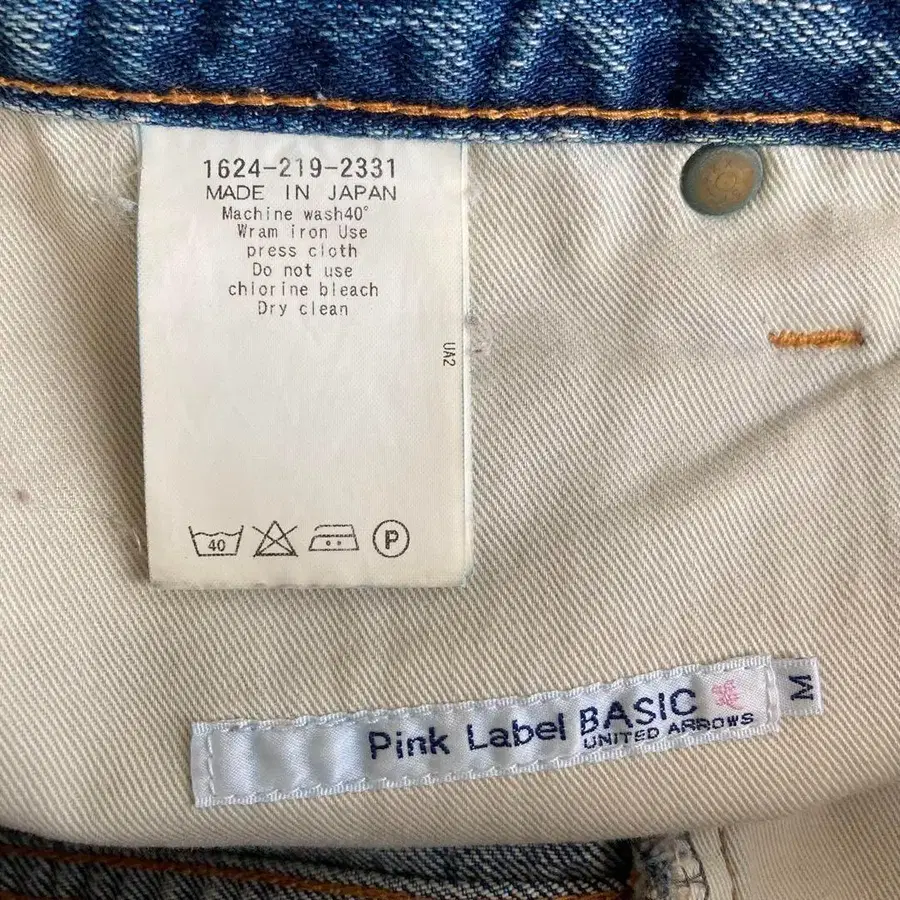 1624-219-2331
MADE IN JAPAN
Machine wash40°
Wram iron Use
press cloth
Do not use
chlorine bleach
Dry clean
UA2
40
P
Pink Label BASIC
UNITED ARROWS
M